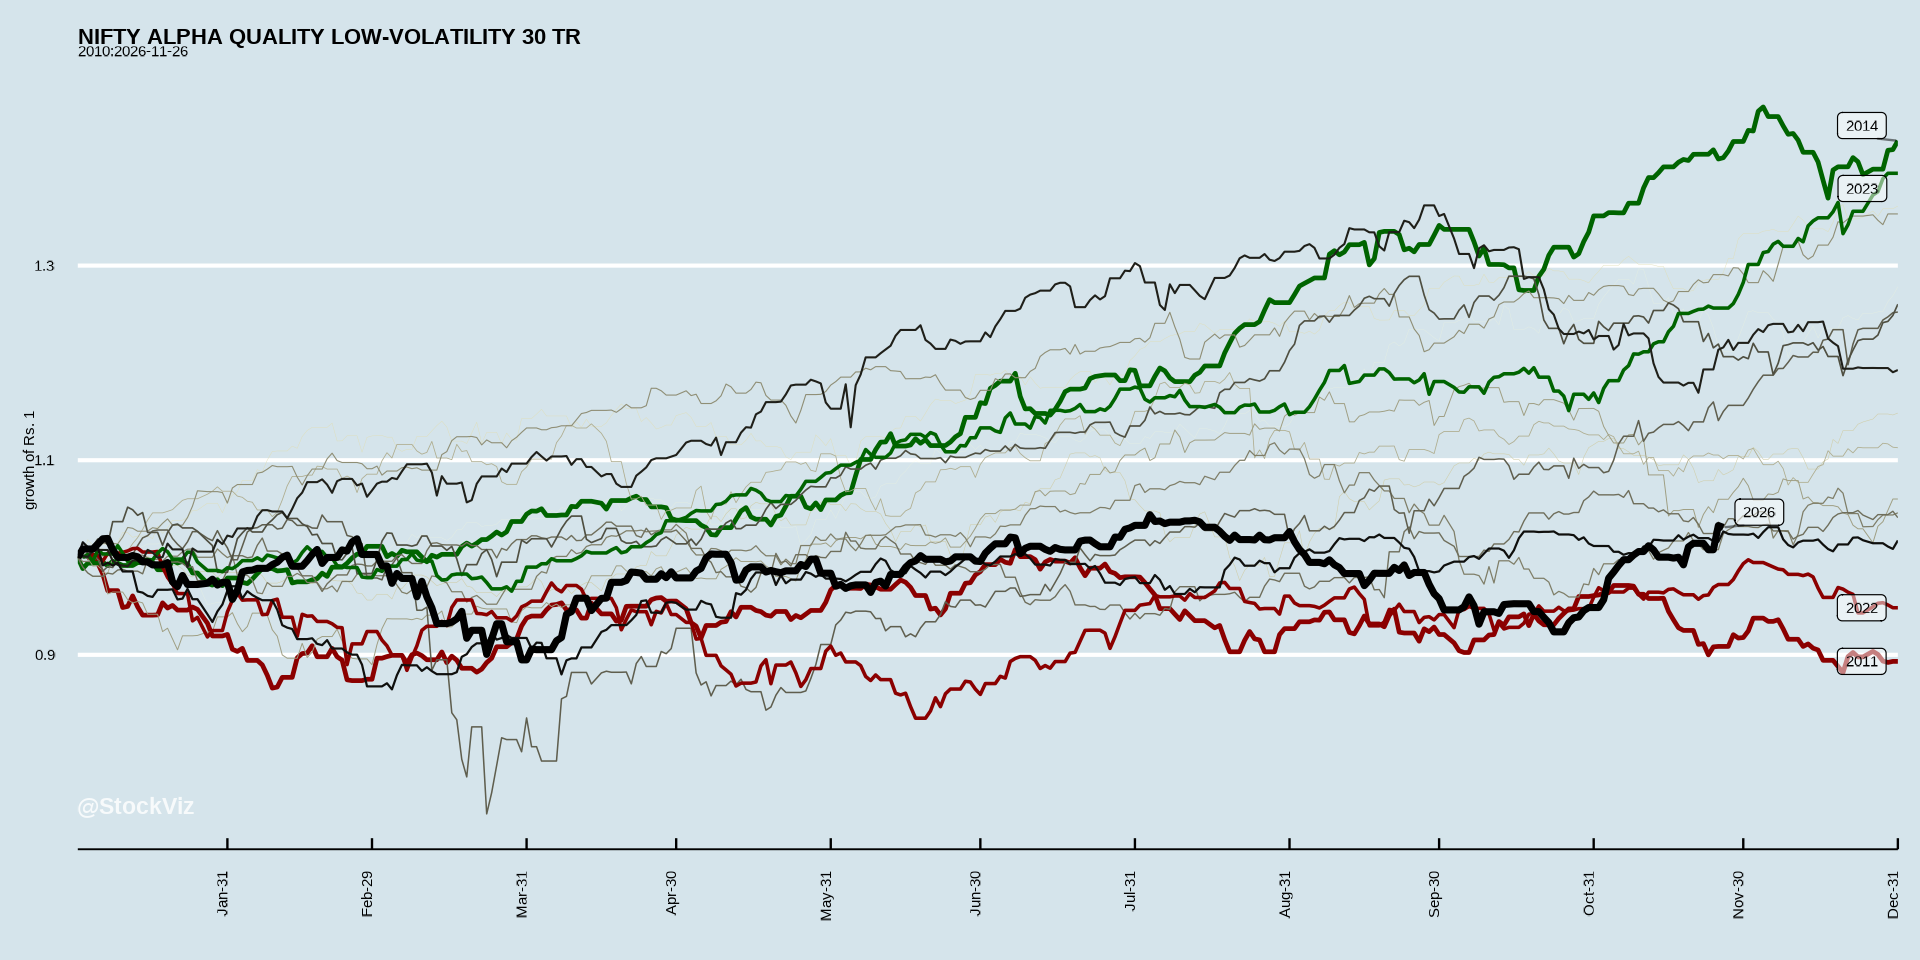 NIFTY ALPHA QUALITY LOW-VOLATILITY 30 TR
2010:2026-11-26
2014
2023
1.3
1.1
growth of Rs. 1
2026
2022
0.9
2011
@StockViz
Jan-31
Feb-29
Mar-31
Apr-30
May-31
Jun-30
Jul-31
Aug-31
Sep-30
Oct-31
Nov-30
Dec-31